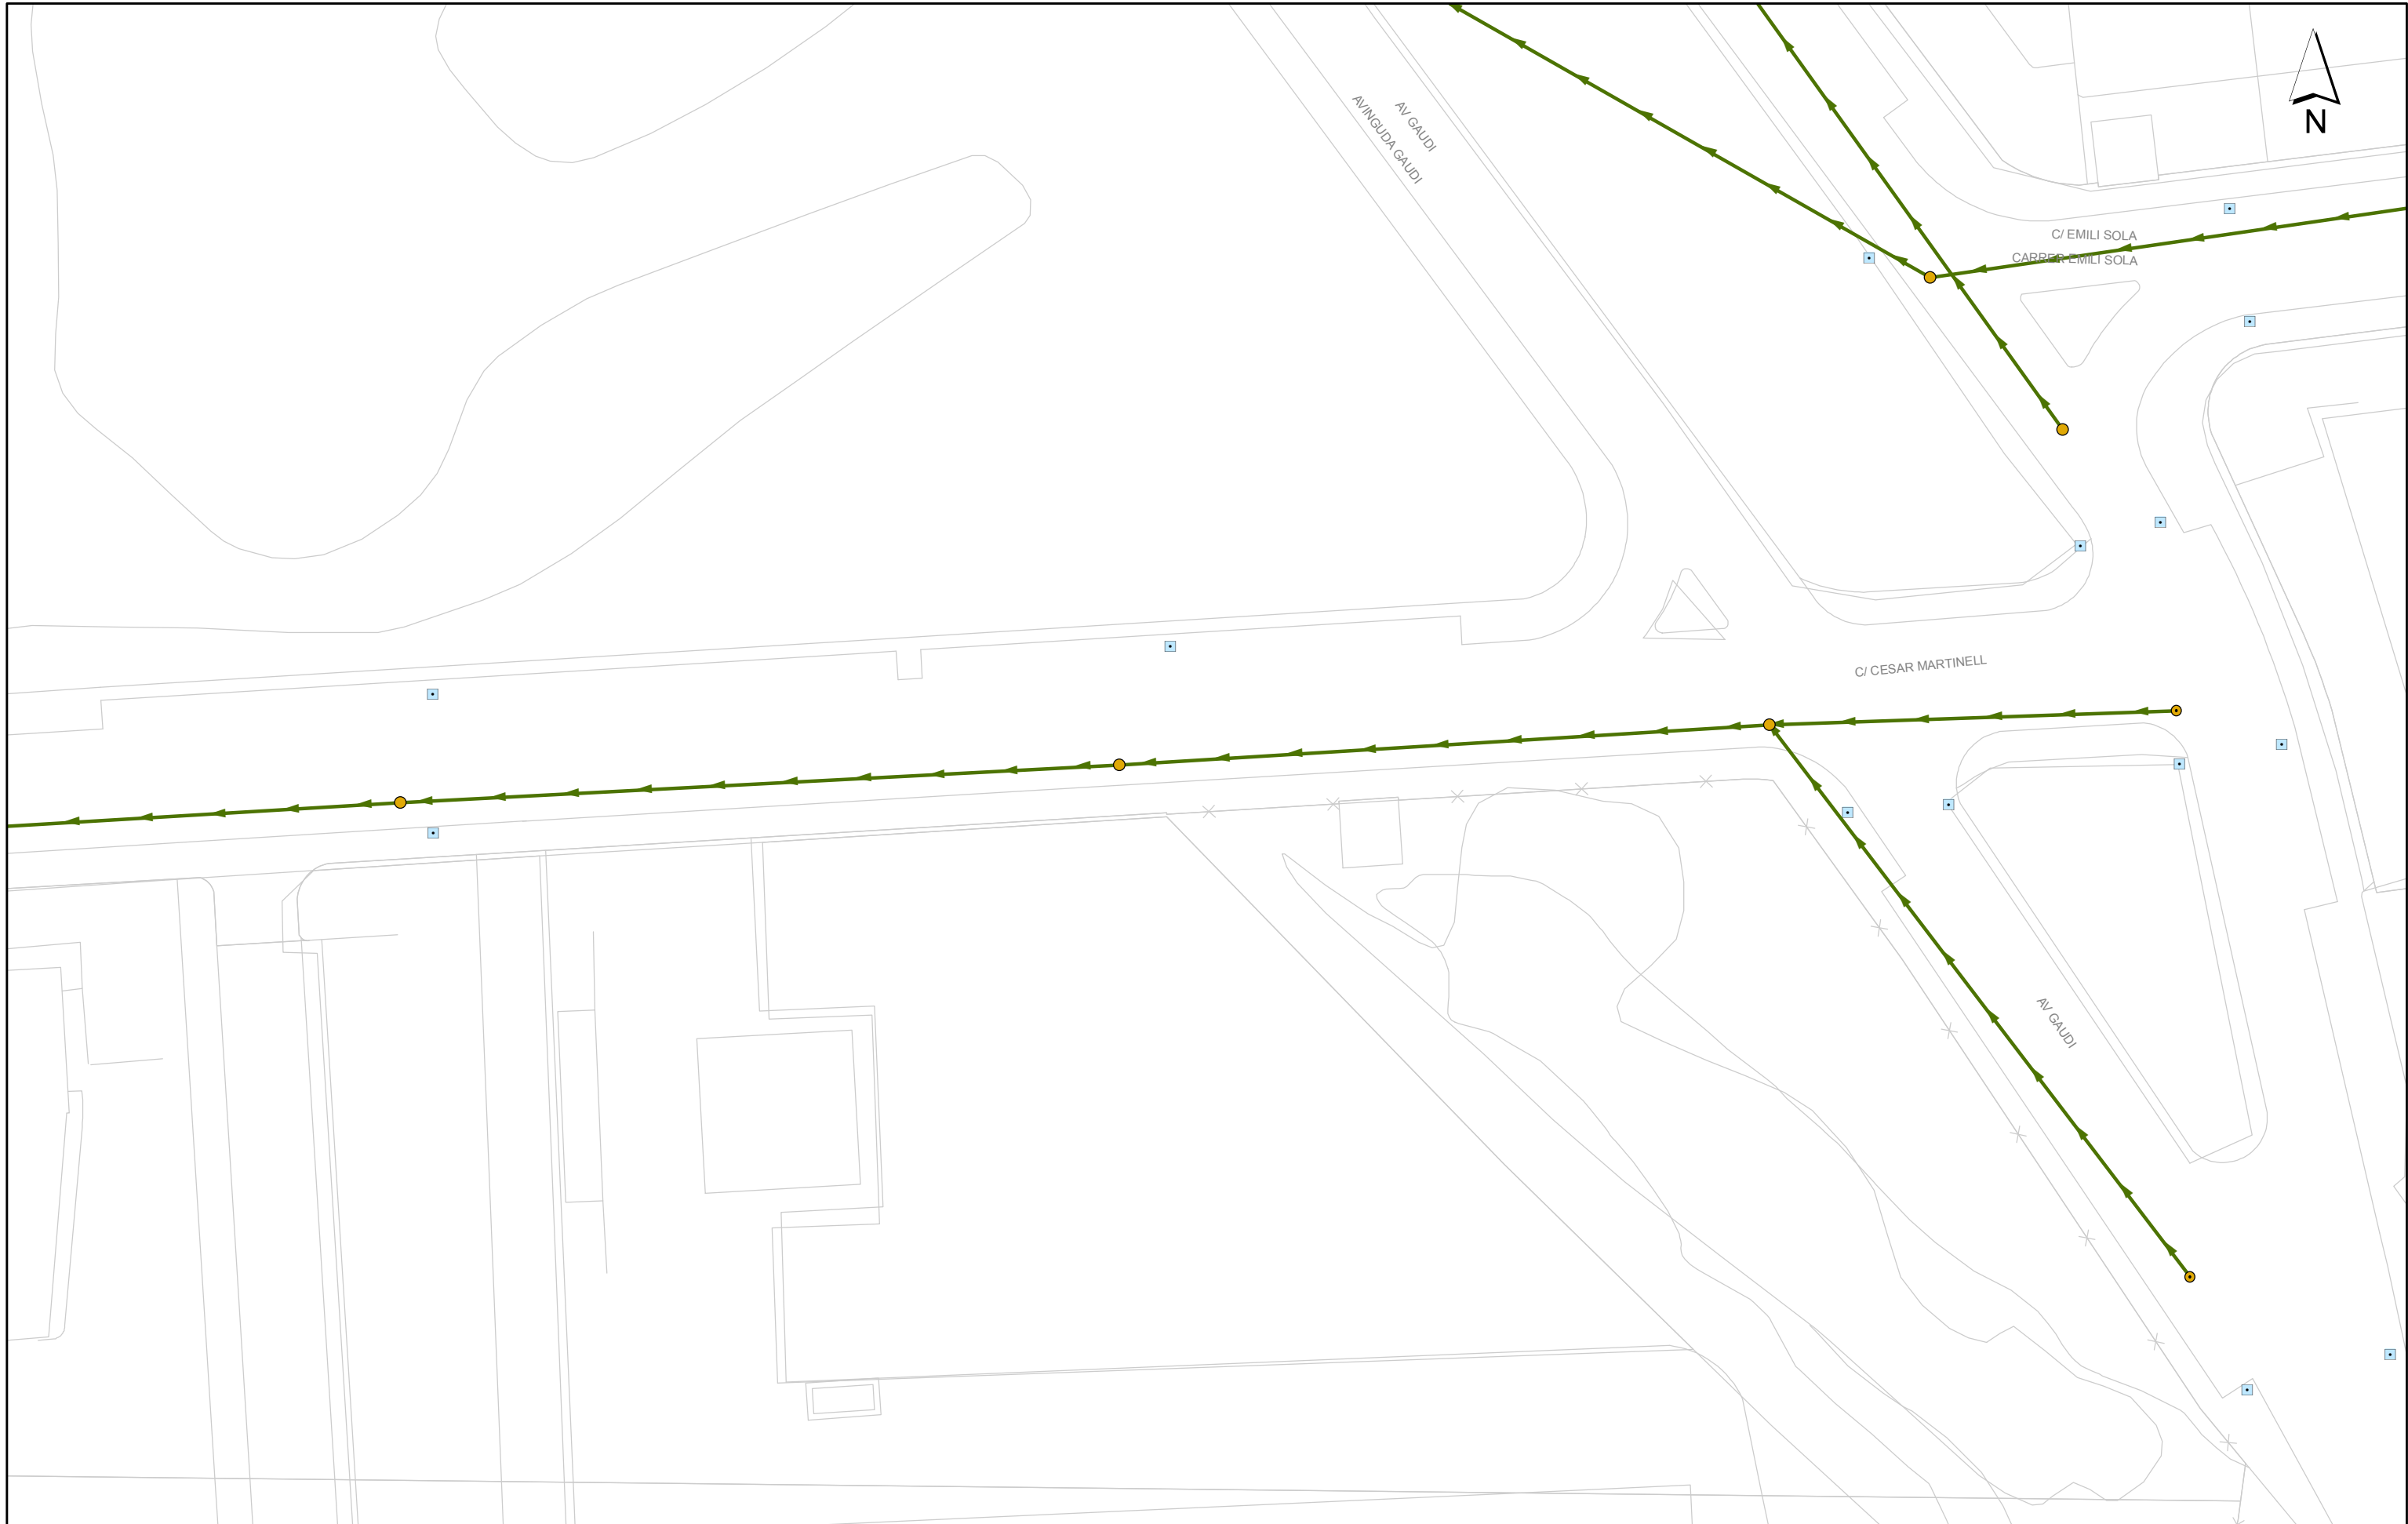 N
AV GAUDI
AVINGUDA GAUDI
C/ EMILI SOLA
CARRER EMILI SOLA
C/ CESAR MARTINELL
AV GAUDI